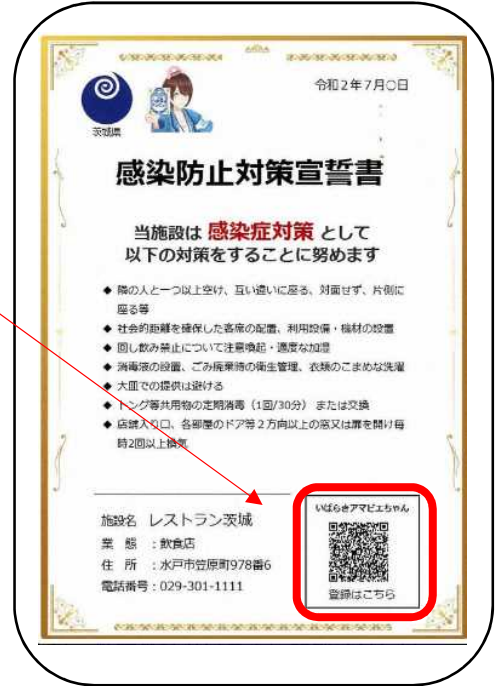 令和2年7月○日
茨城県
感染防止対策宣誓書
当施設は 感染症対策 として
以下の対策をすることに努めます
◆ 隣の人と一つ以上空け、互い違いに座る、対面せず、片側に
座る等
◆ 社会的距離を確保した客席の配置、利用設備・機材の設置
◆ 回し飲み禁止について注意喚起・適度な加湿
◆ 消毒液の設置、ごみ廃棄時の衛生管理、衣類のこまめな洗濯
◆ 大皿での提供は避ける
◆ トング等共用物の定期消毒（1回/30分）または交換
◆ 店舗入り口、各部屋のドア等２方向以上の窓又は扉を開け毎
時2回以上換気
施設名 レストラン茨城
業 態 ：飲食店
住 所 ：水戸市笠原町978番6
電話番号：029-301-1111
いばらきアマビエちゃん
登録はこちら